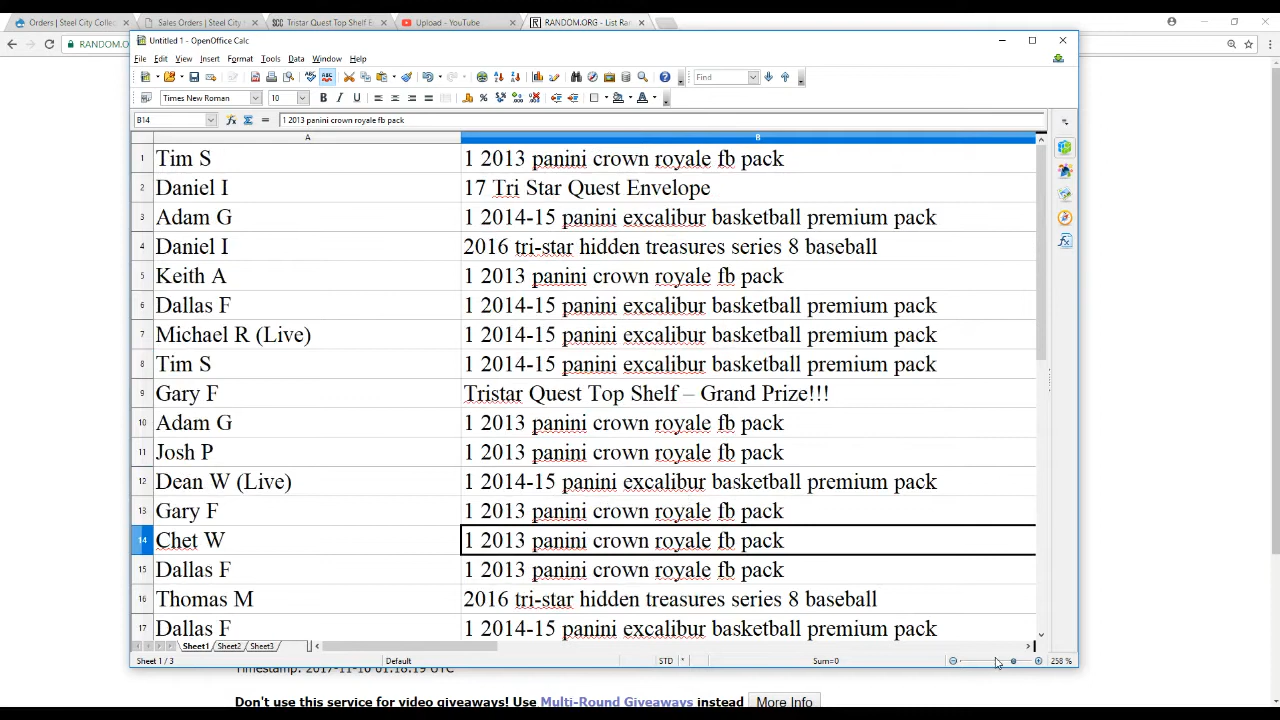 Orders | Steel City Colle
Sales Orders | Steel City H
Tristar Quest Top Shelf E
Upload - YouTube
RANDOM.ORG - List Ran
RANDOM.O
Untitled 1 - OpenOffice Calc
File Edit View Insert Format Tools Data Window Help
Find
Times New Roman 10
B14 1 2013 panini crown royale fb pack
A B
1 Tim S 1 2013 panini crown royale fb pack
2 Daniel I 17 Tri Star Quest Envelope
3 Adam G 1 2014-15 panini excalibur basketball premium pack
4 Daniel I 2016 tri-star hidden treasures series 8 baseball
5 Keith A 1 2013 panini crown royale fb pack
6 Dallas F 1 2014-15 panini excalibur basketball premium pack
7 Michael R (Live) 1 2014-15 panini excalibur basketball premium pack
8 Tim S 1 2014-15 panini excalibur basketball premium pack
9 Gary F Tristar Quest Top Shelf – Grand Prize!!!
10 Adam G 1 2013 panini crown royale fb pack
11 Josh P 1 2013 panini crown royale fb pack
12 Dean W (Live) 1 2014-15 panini excalibur basketball premium pack
13 Gary F 1 2013 panini crown royale fb pack
14 Chet W 1 2013 panini crown royale fb pack
15 Dallas F 1 2013 panini crown royale fb pack
16 Thomas M 2016 tri-star hidden treasures series 8 baseball
17 Dallas F 1 2014-15 panini excalibur basketball premium pack
Sheet1 Sheet2 Sheet3
Sheet 1 / 3 Default STD * Sum=0 258 %
Don't use this service for video giveaways! Use Multi-Round Giveaways instead More Info